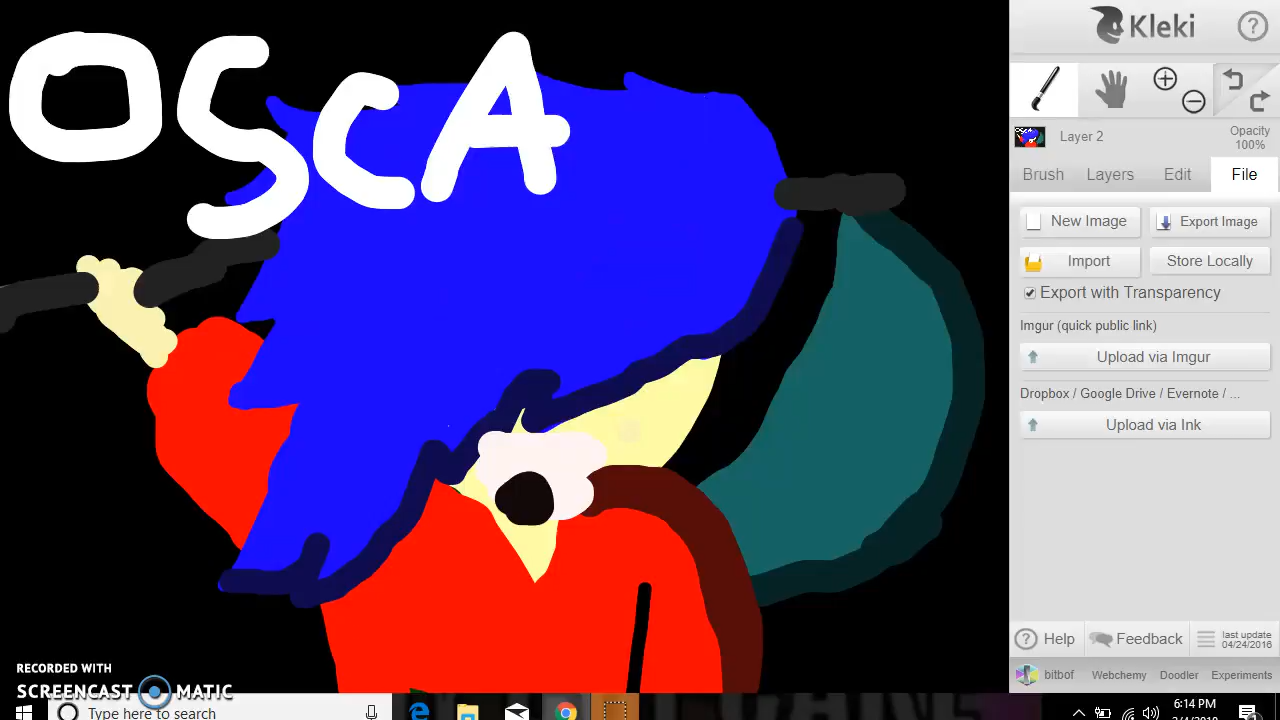 OSCA
Kleki
Layer 2
Opacity
100%
Brush
Layers
Edit
File
New Image
Export Image
Import
Store Locally
Export with Transparency
Imgur (quick public link)
Upload via Imgur
Dropbox / Google Drive / Evernote / ...
Upload via Ink
Help
Feedback
last update
04/24/2016
bitbof
Webchemy
Doodler
Experiments
RECORDED WITH
SCREENCAST MATIC
Type here to search
6:14 PM